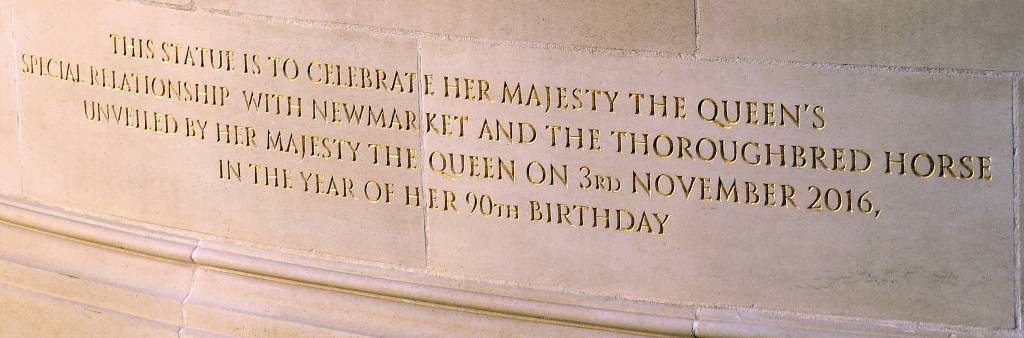 THIS STATUE IS TO CELEBRATE HER MAJESTY THE QUEEN'S
SPECIAL RELATIONSHIP WITH NEWMARKET AND THE THOROUGHBRED HORSE
UNVEILED BY HER MAJESTY THE QUEEN ON 3RD NOVEMBER 2016,
IN THE YEAR OF HER 90TH BIRTHDAY